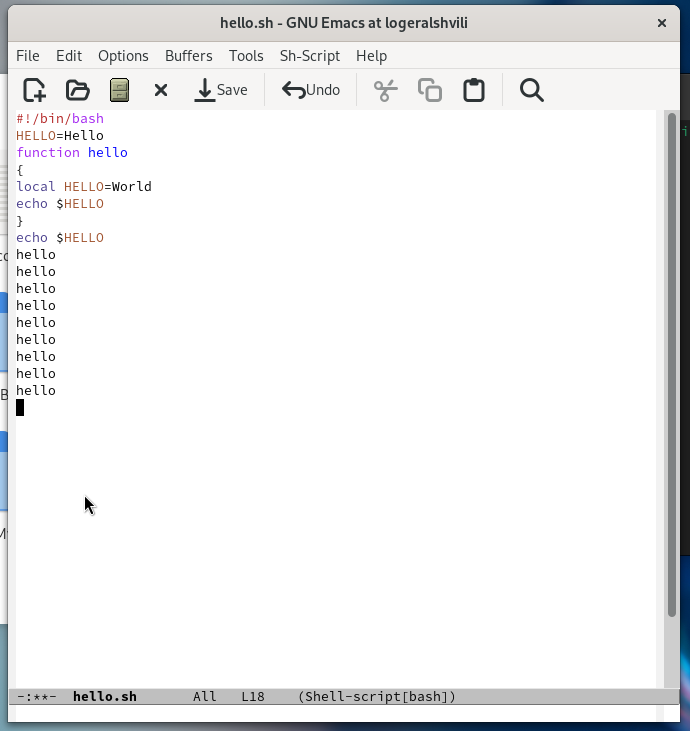 hello.sh - GNU Emacs at logeralshvili
File Edit Options Buffers Tools Sh-Script Help
Save Undo
#!/bin/bash
HELLO=Hello
function hello
{
local HELLO=World
echo $HELLO
}
echo $HELLO
hello
hello
hello
hello
hello
hello
hello
hello
hello
-:**- hello.sh All L18 (Shell-script[bash])